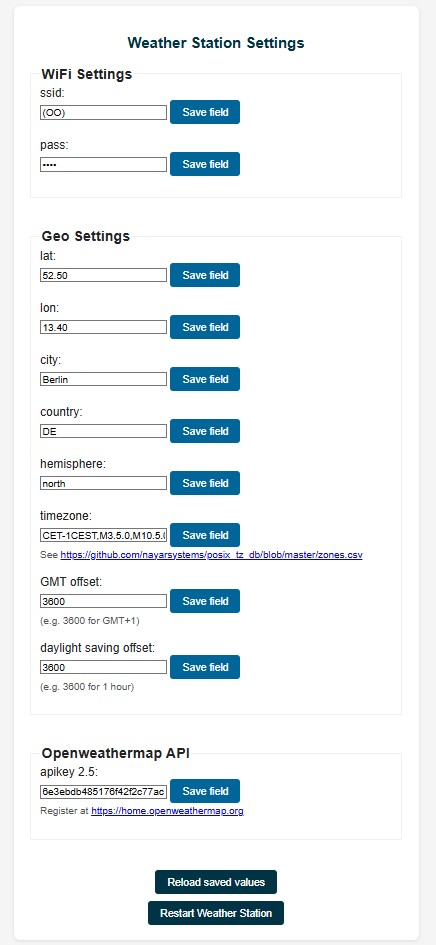 Weather Station Settings
WiFi Settings
ssid:
(OO)
Save field
pass:
••••
Save field
Geo Settings
lat:
52.50
Save field
lon:
13.40
Save field
city:
Berlin
Save field
country:
DE
Save field
hemisphere:
north
Save field
timezone:
CET-1CEST,M3.5.0,M10.5.0
Save field
See https://github.com/nayarsystems/posix_tz_db/blob/master/zones.csv
GMT offset:
3600
Save field
(e.g. 3600 for GMT+1)
daylight saving offset:
3600
Save field
(e.g. 3600 for 1 hour)
Openweathermap API
apikey 2.5:
6e3ebdb485176f42f2c77ac
Save field
Register at https://home.openweathermap.org
Reload saved values
Restart Weather Station